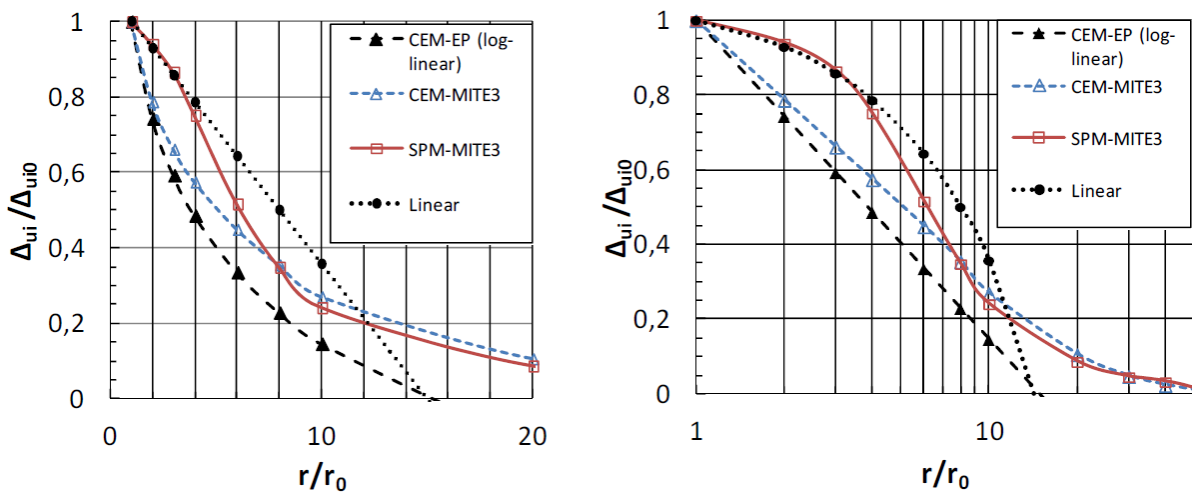 Δui /Δui0
1
0,8
0,6
0,4
0,2
0
0
10
20
r/r0
CEM-EP (log-
linear)
CEM-MITE3
SPM-MITE3
Linear
Δui /Δui0
1
0,8
0,6
0,4
0,2
0
1
10
r/r0
CEM-EP (log-
linear)
CEM-MITE3
SPM-MITE3
Linear